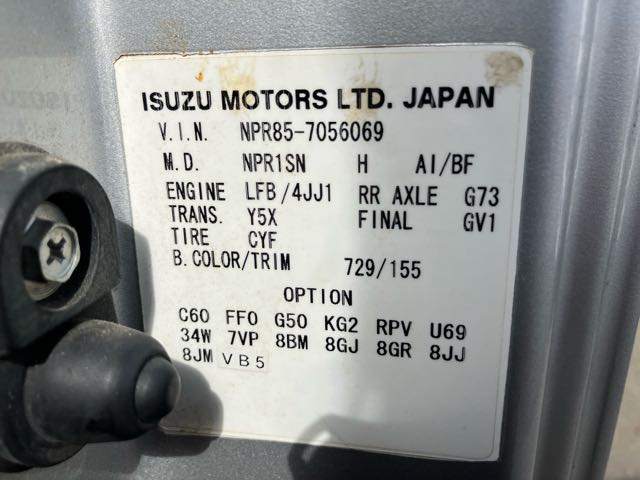 ISUZU MOTORS LTD. JAPAN
V.I.N. NPR85-7056069
M.D. NPR1SN H AI/BF
ENGINE LFB/4JJ1 RR AXLE G73
TRANS. Y5X FINAL GV1
TIRE CYF
B.COLOR/TRIM 729/155
OPTION
C60 FF0 G50 KG2 RPV U69
34W 7VP 8BM 8GJ 8GR 8JJ
8JM VB5